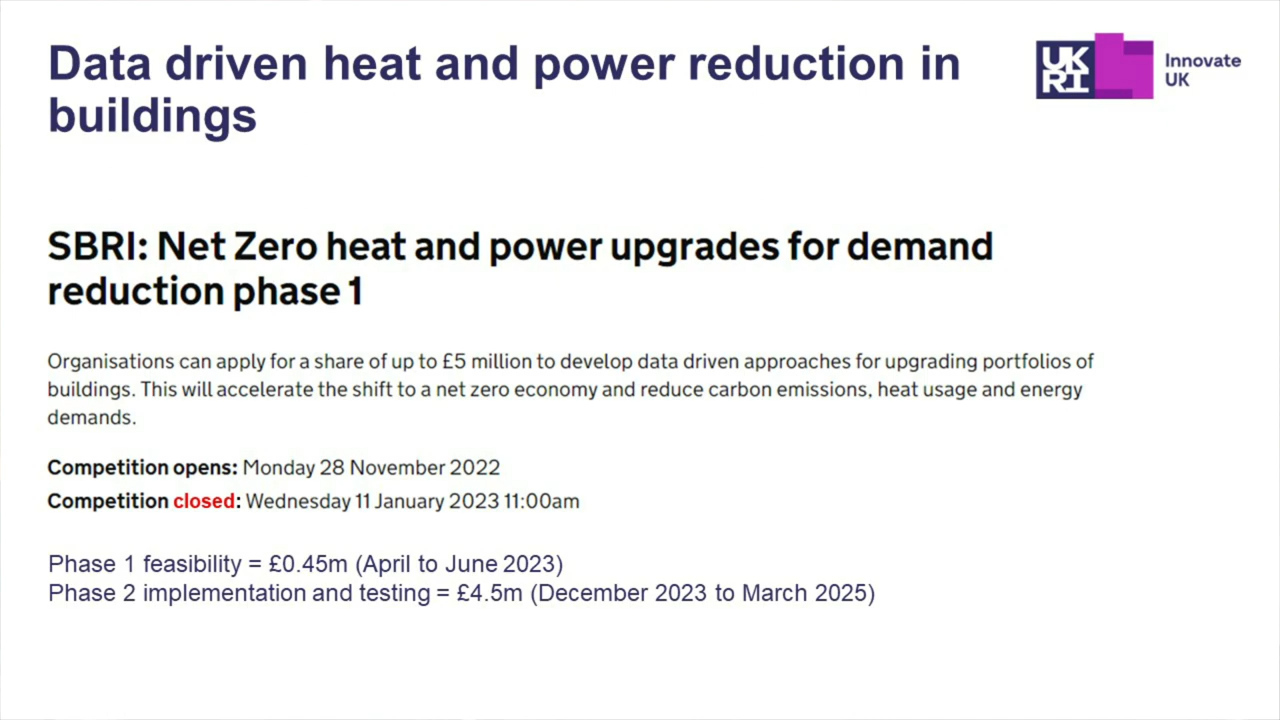 Data driven heat and power reduction in
buildings
UK
RI
Innovate
UK
SBRI: Net Zero heat and power upgrades for demand
reduction phase 1
Organisations can apply for a share of up to £5 million to develop data driven approaches for upgrading portfolios of
buildings. This will accelerate the shift to a net zero economy and reduce carbon emissions, heat usage and energy
demands.
Competition opens: Monday 28 November 2022
Competition closed: Wednesday 11 January 2023 11:00am
Phase 1 feasibility = £0.45m (April to June 2023)
Phase 2 implementation and testing = £4.5m (December 2023 to March 2025)